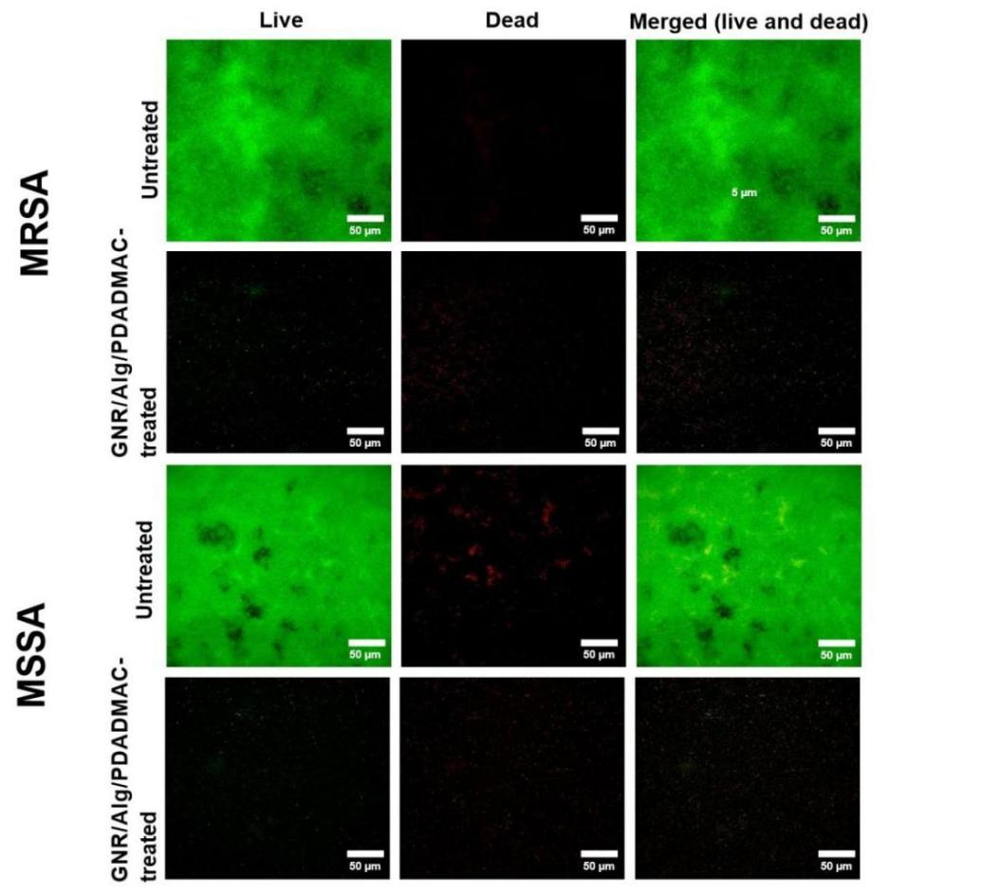 Live Dead Merged (live and dead)
MRSA
Untreated
50 µm 50 µm 5 µm 50 µm
GNR/Alg/PDADMAC-
treated
50 µm 50 µm 50 µm
MSSA
Untreated
50 µm 50 µm 50 µm
GNR/Alg/PDADMAC-
treated
50 µm 50 µm 50 µm